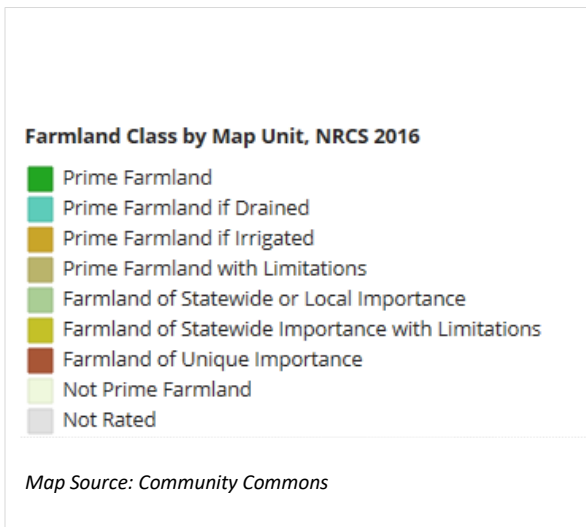 Farmland Class by Map Unit, NRCS 2016
Prime Farmland
Prime Farmland if Drained
Prime Farmland if Irrigated
Prime Farmland with Limitations
Farmland of Statewide or Local Importance
Farmland of Statewide Importance with Limitations
Farmland of Unique Importance
Not Prime Farmland
Not Rated
Map Source: Community Commons